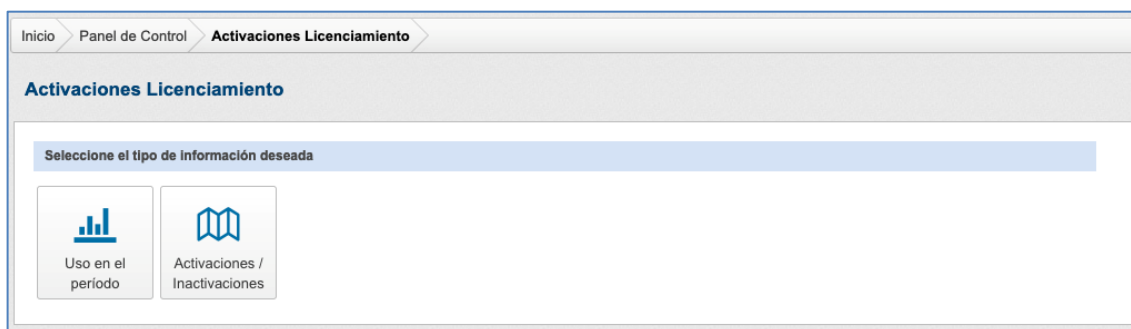 Inicio Panel de Control Activaciones Licenciamiento
Activaciones Licenciamiento
Seleccione el tipo de información deseada
Uso en el
período
Activaciones /
Inactivaciones